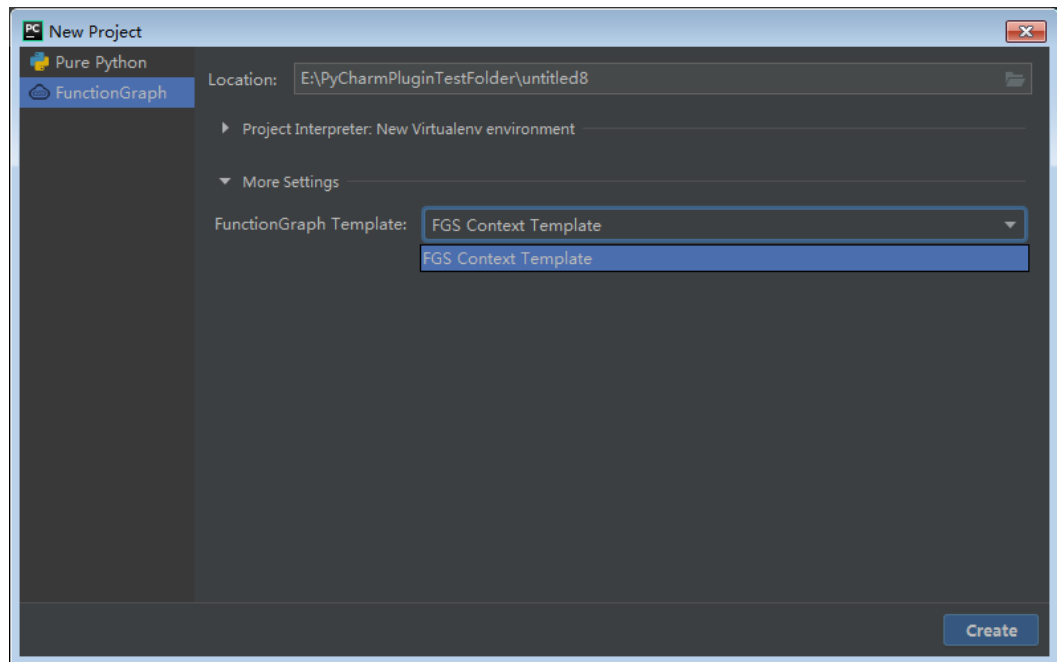 PC New Project
Pure Python
FunctionGraph
Location: E:\PyCharmPluginTestFolder\untitled8
Project Interpreter: New Virtualenv environment
More Settings
FunctionGraph Template: FGS Context Template
FGS Context Template
Create